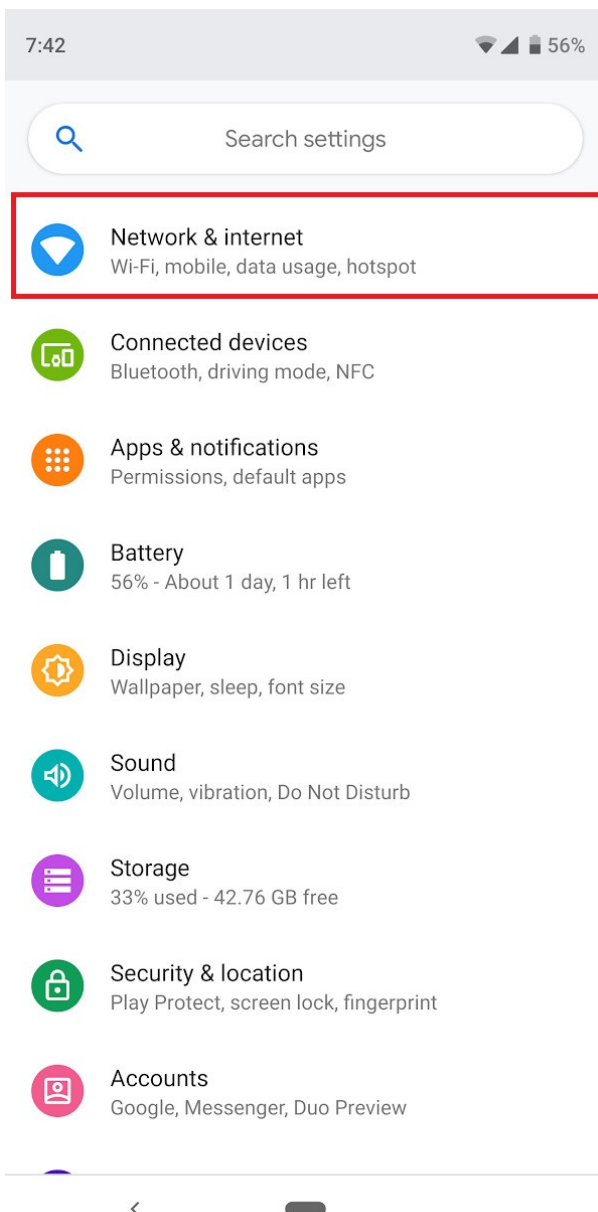 7:42 56%
Search settings
Network & internet
Wi-Fi, mobile, data usage, hotspot
Connected devices
Bluetooth, driving mode, NFC
Apps & notifications
Permissions, default apps
Battery
56% - About 1 day, 1 hr left
Display
Wallpaper, sleep, font size
Sound
Volume, vibration, Do Not Disturb
Storage
33% used - 42.76 GB free
Security & location
Play Protect, screen lock, fingerprint
Accounts
Google, Messenger, Duo Preview